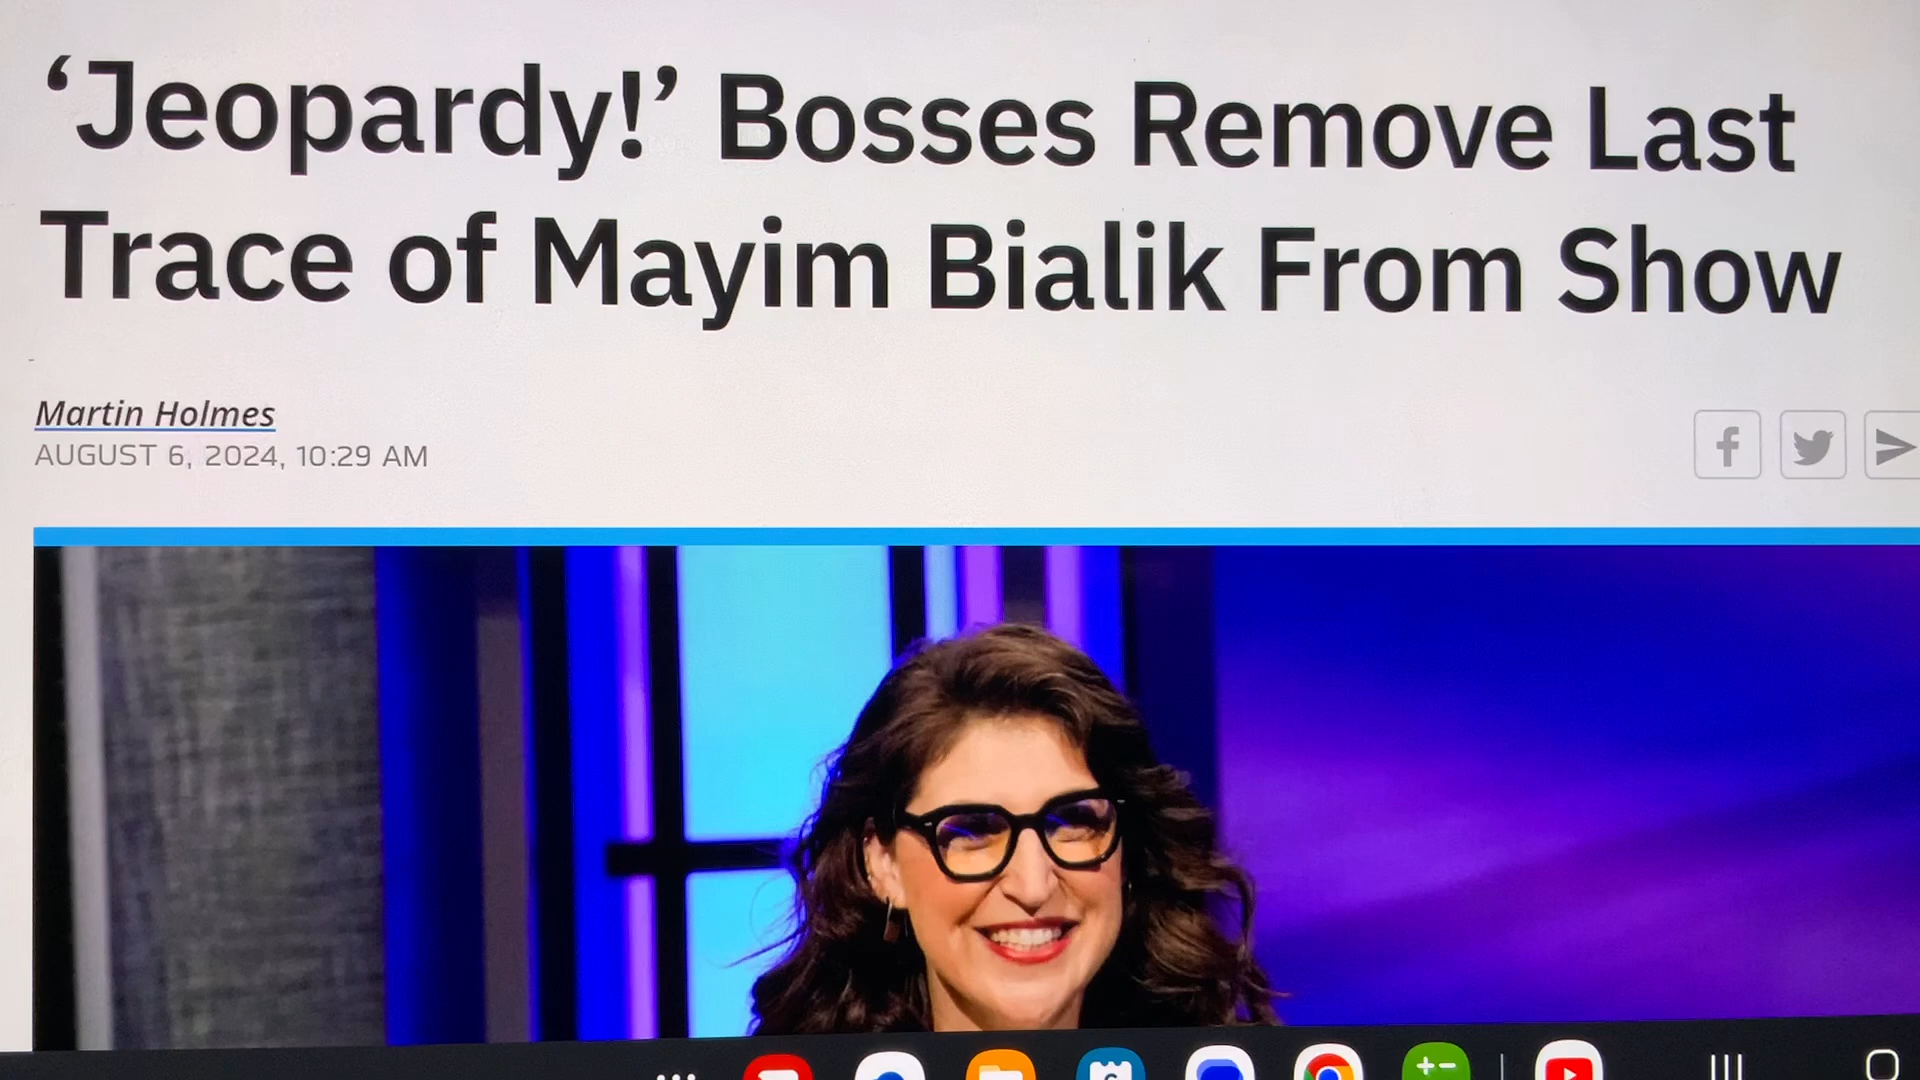 ‘Jeopardy!’ Bosses Remove Last
Trace of Mayim Bialik From Show
Martin Holmes
AUGUST 6, 2024, 10:29 AM